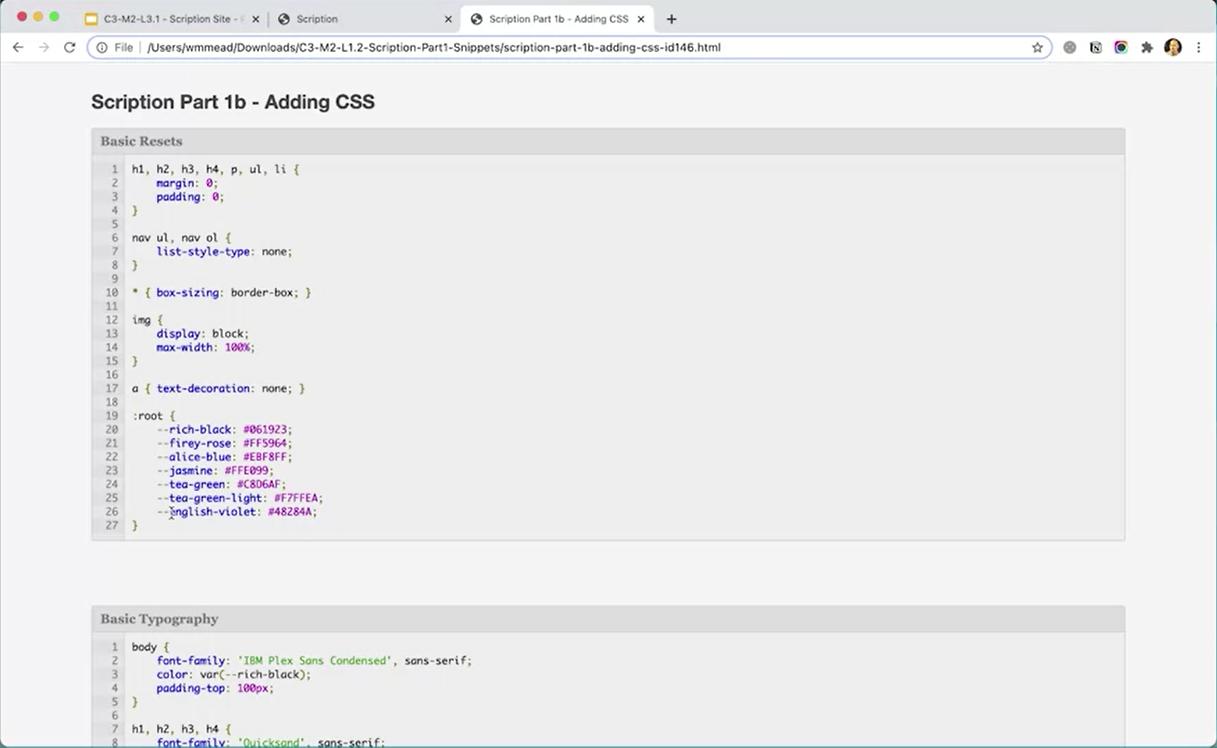 C3-M2-L3.1 - Scription Site -
Scription
Scription Part 1b - Adding CSS
File
/Users/wmmead/Downloads/C3-M2-L1.2-Scription-Part1-Snippets/scription-part-1b-adding-css-id146.html
Scription Part 1b - Adding CSS
Basic Resets
1 h1, h2, h3, h4, p, ul, li {
2 margin: 0;
3 padding: 0;
4 }
5
6 nav ul, nav ol {
7 list-style-type: none;
8 }
9
10 * { box-sizing: border-box; }
11
12 img {
13 display: block;
14 max-width: 100%;
15 }
16
17 a { text-decoration: none; }
18
19 :root {
20 --rich-black: #061923;
21 --firey-rose: #FF5964;
22 --alice-blue: #EBF8FF;
23 --jasmine: #FFE099;
24 --tea-green: #C8D6AF;
25 --tea-green-light: #F7FFEA;
26 --english-violet: #48284A;
27 }
Basic Typography
1 body {
2 font-family: 'IBM Plex Sans Condensed', sans-serif;
3 color: var(--rich-black);
4 padding-top: 100px;
5 }
6
7 h1, h2, h3, h4 {
8 font-family: 'Quicksand', sans-serif;